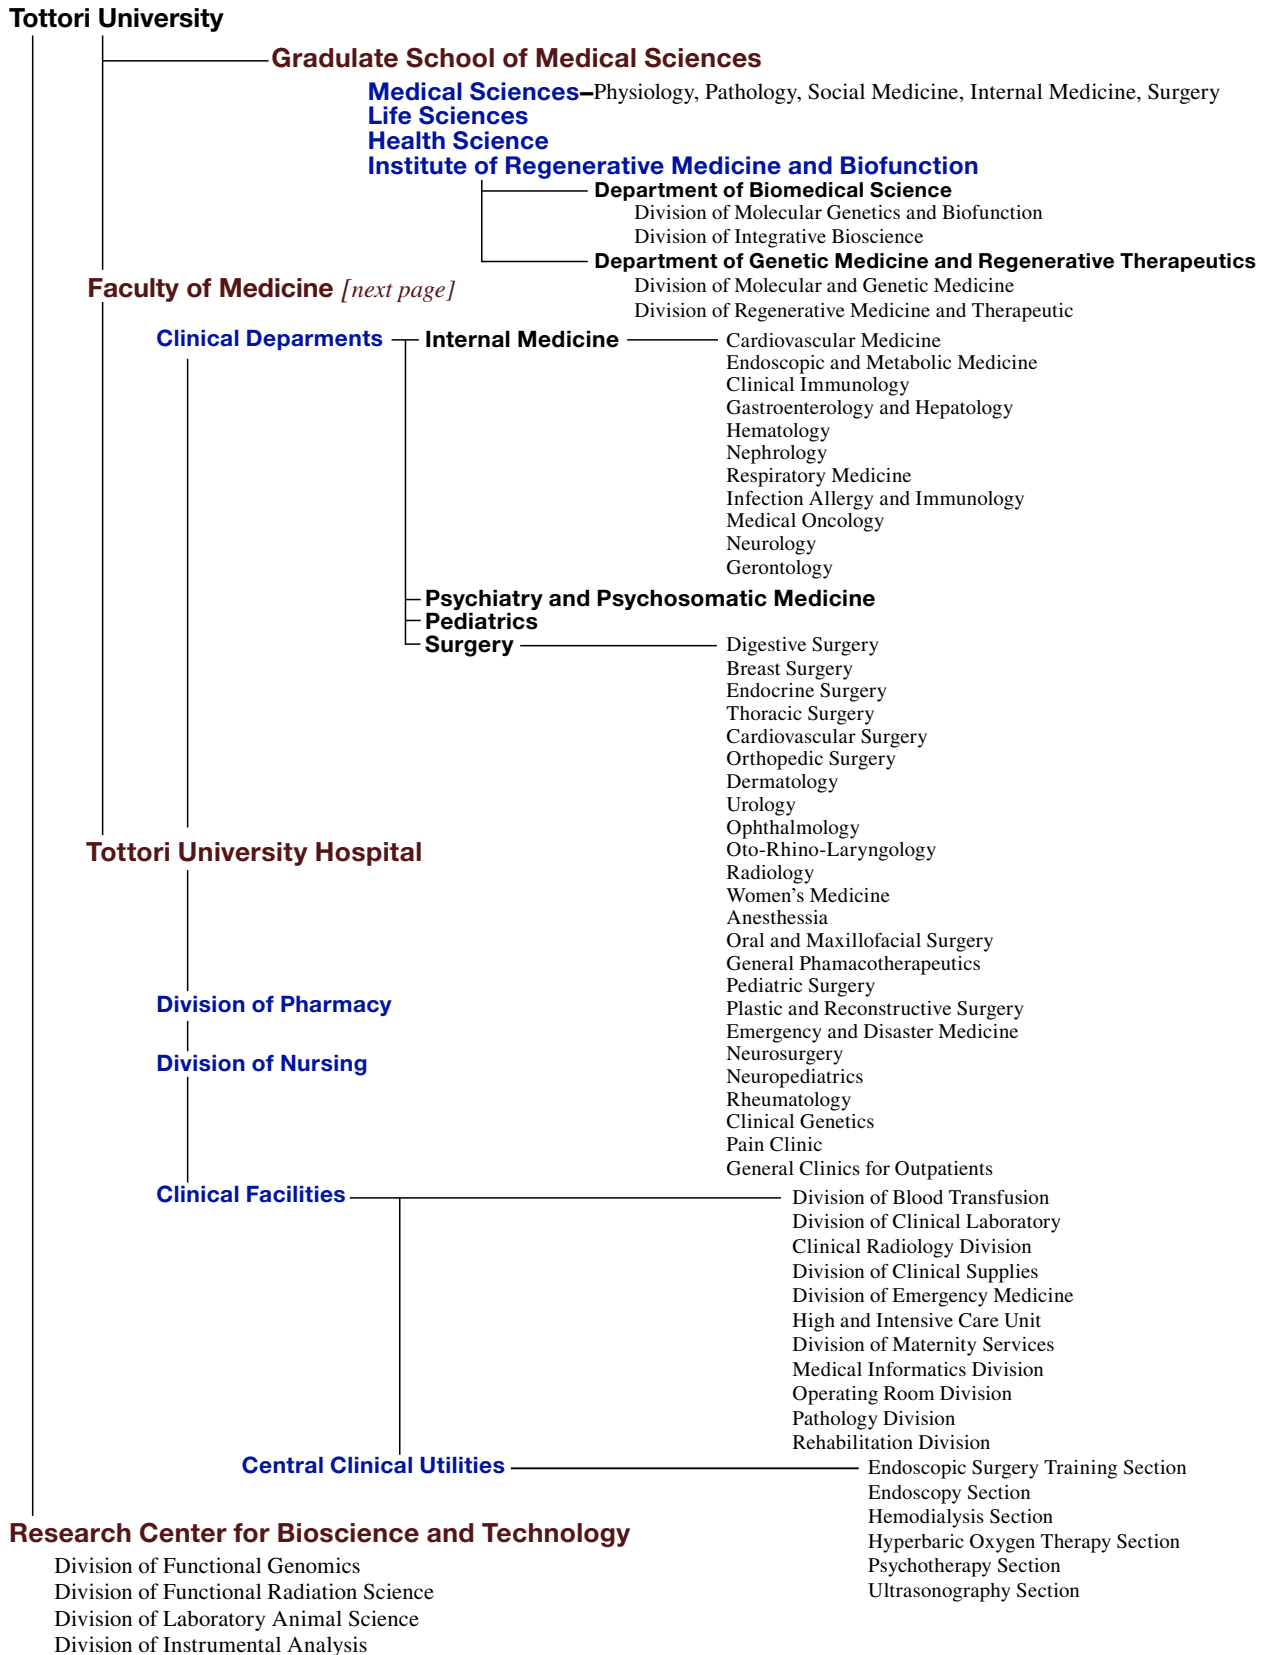 Tottori University
Gradulate School of Medical Sciences
Medical Sciences–Physiology, Pathology, Social Medicine, Internal Medicine, Surgery
Life Sciences
Health Science
Institute of Regenerative Medicine and Biofunction
Department of Biomedical Science
Division of Molecular Genetics and Biofunction
Division of Integrative Bioscience
Department of Genetic Medicine and Regenerative Therapeutics
Division of Molecular and Genetic Medicine
Division of Regenerative Medicine and Therapeutic
Faculty of Medicine [next page]
Clinical Deparments
Internal Medicine
Cardiovascular Medicine
Endoscopic and Metabolic Medicine
Clinical Immunology
Gastroenterology and Hepatology
Hematology
Nephrology
Respiratory Medicine
Infection Allergy and Immunology
Medical Oncology
Neurology
Gerontology
Psychiatry and Psychosomatic Medicine
Pediatrics
Surgery
Digestive Surgery
Breast Surgery
Endocrine Surgery
Thoracic Surgery
Cardiovascular Surgery
Orthopedic Surgery
Dermatology
Urology
Ophthalmology
Oto-Rhino-Laryngology
Radiology
Women's Medicine
Anesthessia
Oral and Maxillofacial Surgery
General Phamacotherapeutics
Pediatric Surgery
Plastic and Reconstructive Surgery
Emergency and Disaster Medicine
Neurosurgery
Neuropediatrics
Rheumatology
Clinical Genetics
Pain Clinic
General Clinics for Outpatients
Tottori University Hospital
Division of Pharmacy
Division of Nursing
Clinical Facilities
Division of Blood Transfusion
Division of Clinical Laboratory
Clinical Radiology Division
Division of Clinical Supplies
Division of Emergency Medicine
High and Intensive Care Unit
Division of Maternity Services
Medical Informatics Division
Operating Room Division
Pathology Division
Rehabilitation Division
Central Clinical Utilities
Endoscopic Surgery Training Section
Endoscopy Section
Hemodialysis Section
Hyperbaric Oxygen Therapy Section
Psychotherapy Section
Ultrasonography Section
Research Center for Bioscience and Technology
Division of Functional Genomics
Division of Functional Radiation Science
Division of Laboratory Animal Science
Division of Instrumental Analysis